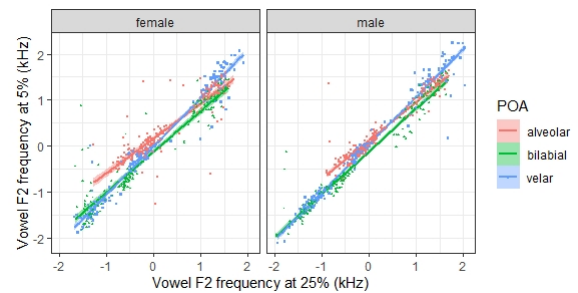 female male
Vowel F2 frequency at 5% (kHz)
2
1
0
-1
-2
-2 -1 0 1 2 -2 -1 0 1 2
Vowel F2 frequency at 25% (kHz)
POA
alveolar
bilabial
velar